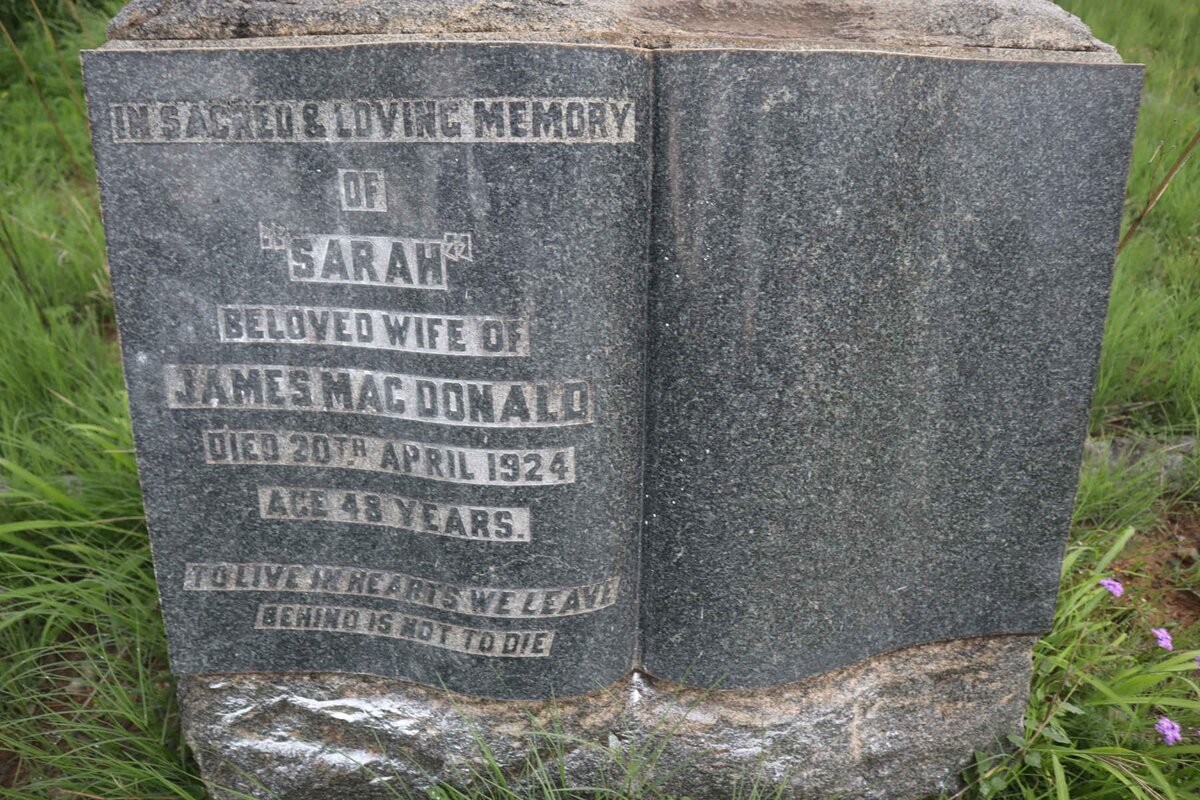 IN SACRED & LOVING MEMORY
OF
"SARAH"
BELOVED WIFE OF
JAMES MAC DONALD
DIED 20TH APRIL 1924
AGE 48 YEARS.
TO LIVE IN HEARTS WE LEAVE
BEHIND IS NOT TO DIE